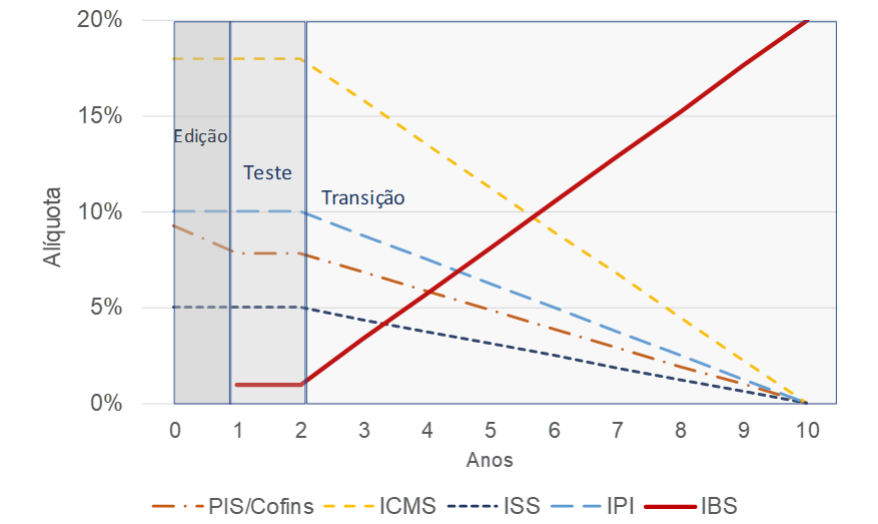 20%
15%
10%
5%
0%
Alíquota
Edição
Teste
Transição
0 1 2 3 4 5 6 7 8 9 10
Anos
PIS/Cofins ICMS ISS IPI IBS